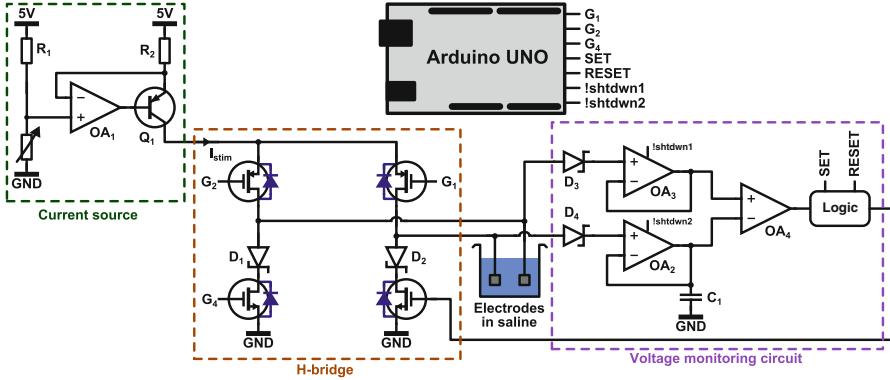 5V
5V
R1
R2
−
+
OA1
Q1
GND
Current source
Arduino UNO
G1
G2
G4
SET
RESET
!shtdwn1
!shtdwn2
Istim
G2
G1
D1
D2
G4
GND
GND
H-bridge
Electrodes
in saline
D3
+
−
!shtdwn1
OA3
D4
+
−
!shtdwn2
OA2
C1
GND
+
−
OA4
SET
RESET
Logic
Voltage monitoring circuit